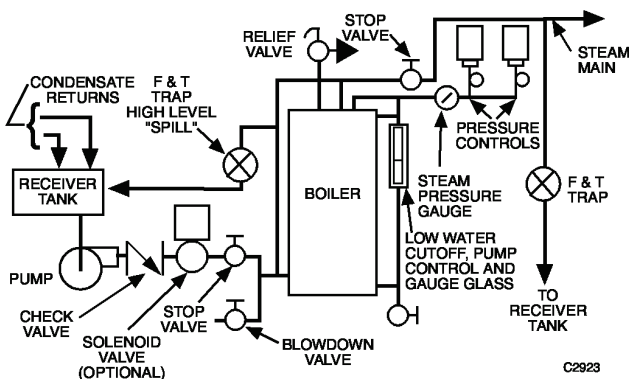 RELIEF
VALVE
STOP
VALVE
STEAM
MAIN
CONDENSATE
RETURNS
F & T
TRAP
HIGH LEVEL
"SPILL"
PRESSURE
CONTROLS
RECEIVER
TANK
BOILER
STEAM
PRESSURE
GAUGE
F & T
TRAP
LOW WATER
CUTOFF, PUMP
CONTROL AND
GAUGE GLASS
PUMP
CHECK
VALVE
SOLENOID
VALVE
(OPTIONAL)
STOP
VALVE
BLOWDOWN
VALVE
TO
RECEIVER
TANK
C2923